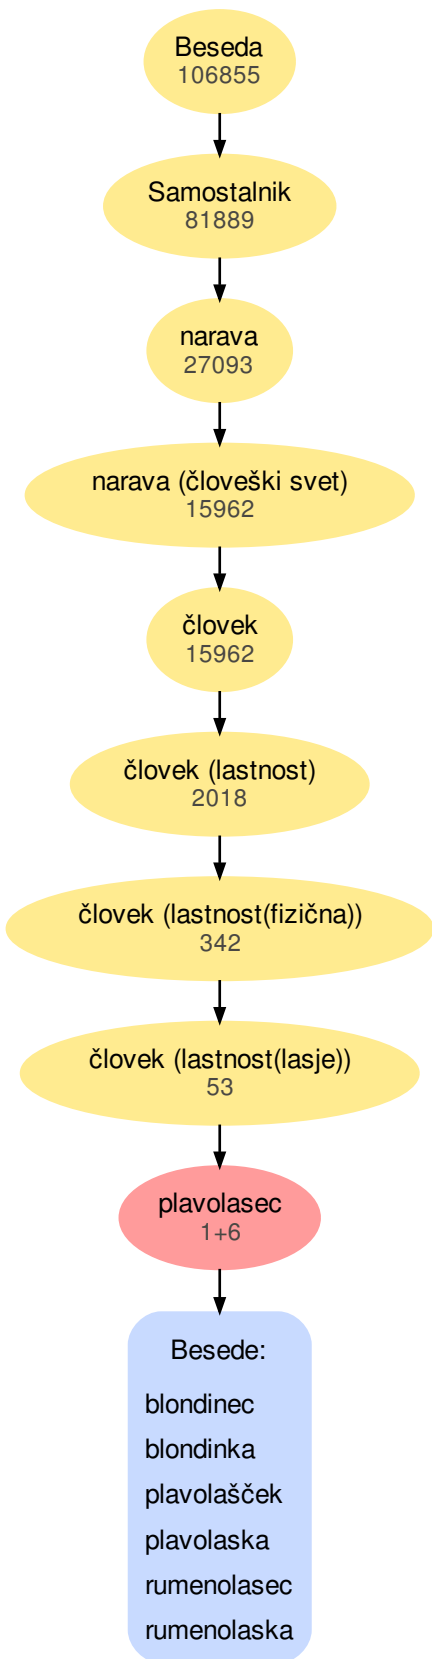 Beseda
106855
Samostalnik
81889
narava
27093
narava (človeški svet)
15962
človek
15962
človek (lastnost)
2018
človek (lastnost(fizična))
342
človek (lastnost(lasje))
53
plavolasec
1+6
Besede:
blondinec
blondinka
plavolašček
plavolaska
rumenolasec
rumenolaska